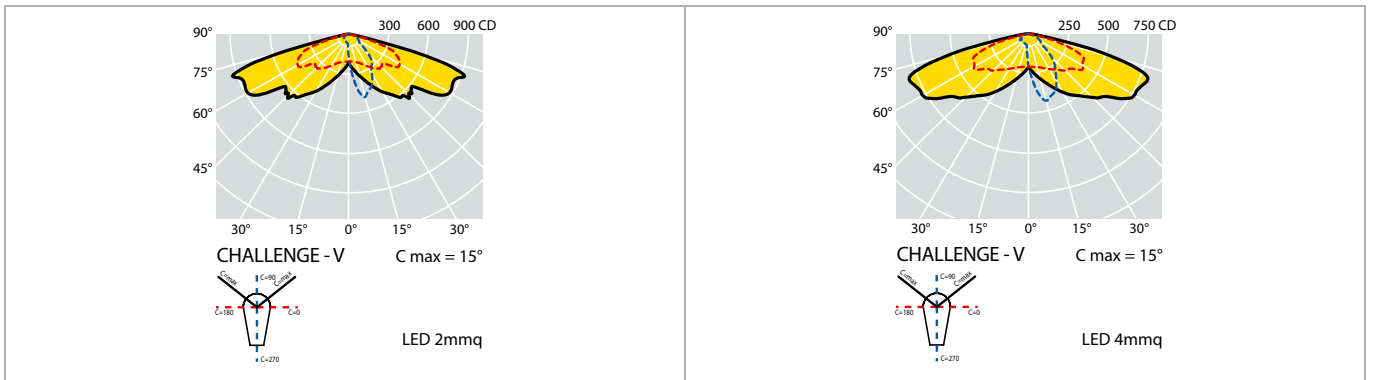 90° 300 600 900 CD
75°
60°
45°
30° 15° 0° 15° 30°
CHALLENGE - V C max = 15°
C=max C=90 C=max
C=180 C=0
C=270
LED 2mmq
90° 250 500 750 CD
75°
60°
45°
30° 15° 0° 15° 30°
CHALLENGE - V C max = 15°
C=max C=90 C=max
C=180 C=0
C=270
LED 4mmq